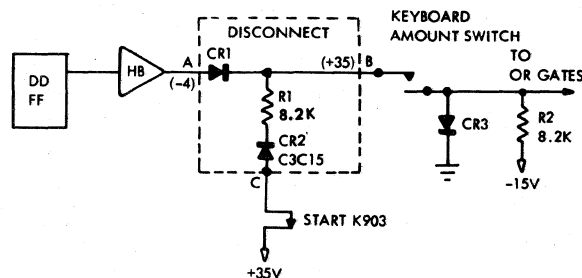 KEYBOARD
AMOUNT SWITCH
DISCONNECT
TO
OR GATES
DD
FF
HB
A
(-4)
CR1
(+35)
B
R1
8.2K
CR2
C3C15
C
CR3
R2
8.2K
-15V
START K903
+35V